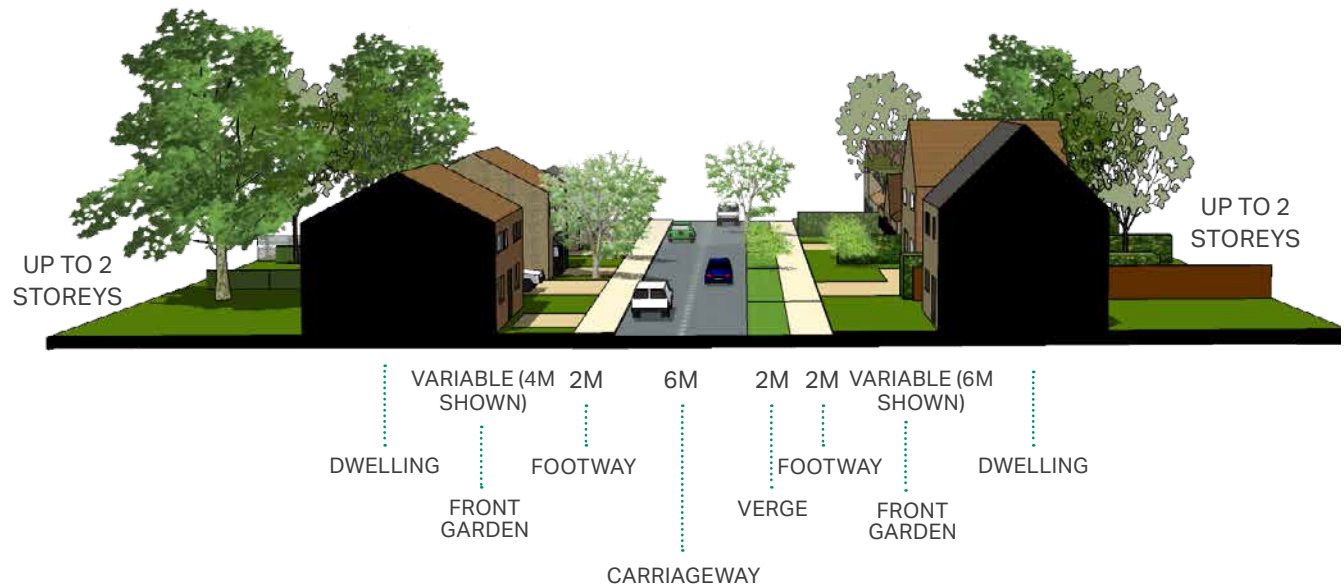 UP TO 2
STOREYS
UP TO 2
STOREYS
VARIABLE (4M
SHOWN)
2M
6M
2M
2M
VARIABLE (6M
SHOWN)
DWELLING
FRONT
GARDEN
FOOTWAY
CARRIAGEWAY
VERGE
FOOTWAY
FRONT
GARDEN
DWELLING